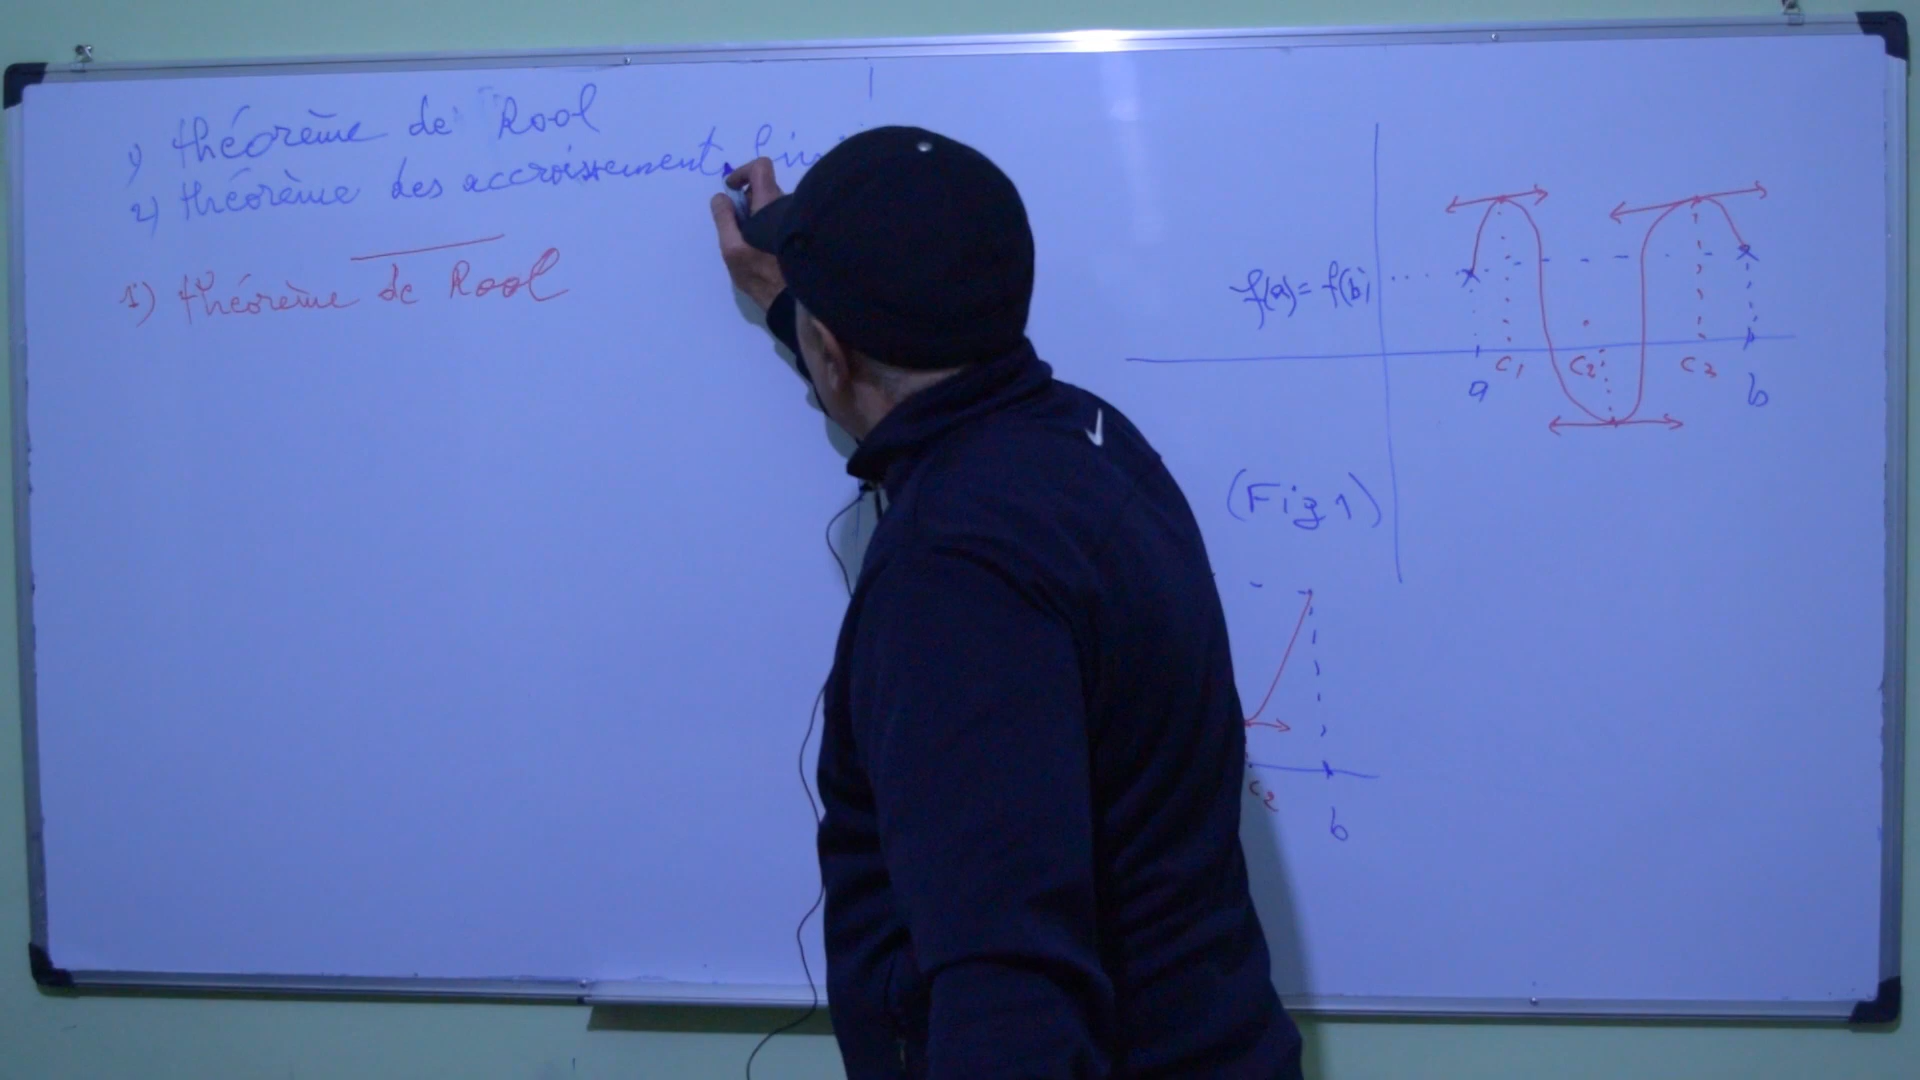 1) théorème de Rool
2) théorème des accroissement
1) théorème de Rool
f(a) = f(b)
a c1 c2 c3 b
(Fig 1)
c2
b